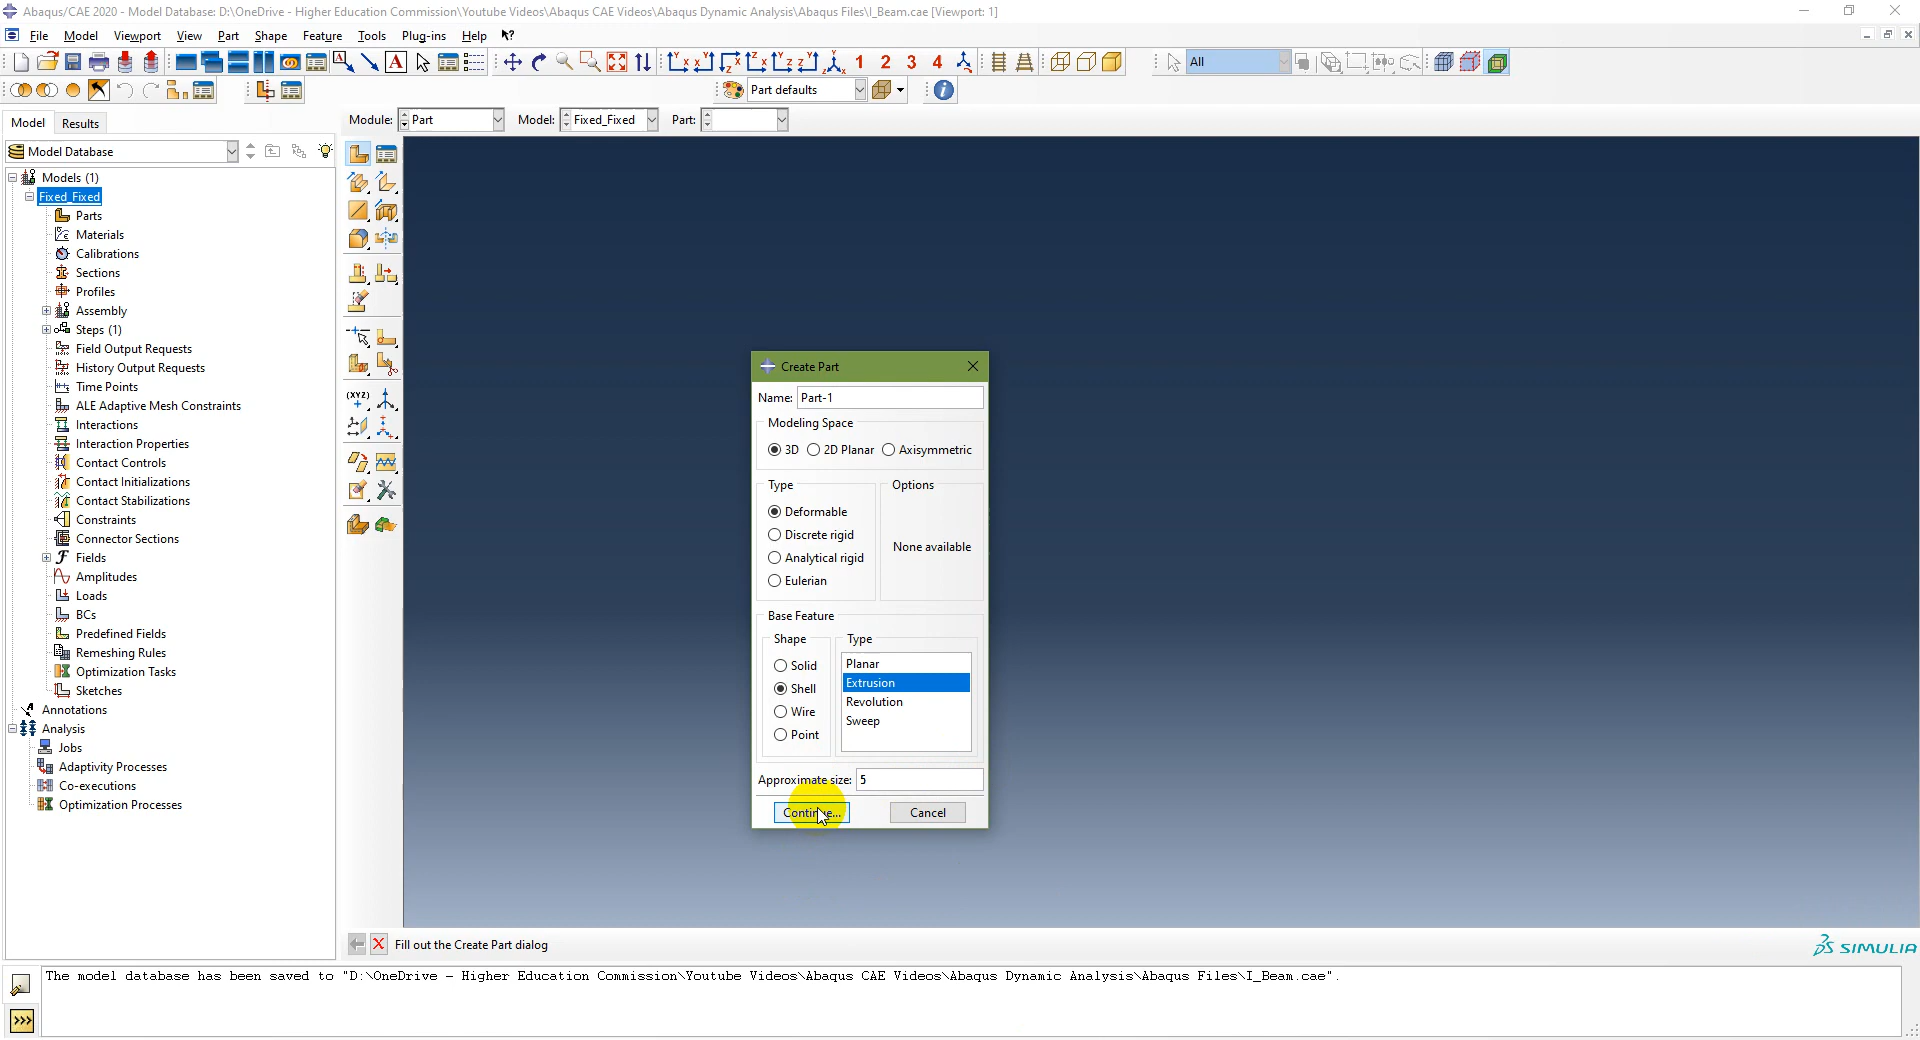 Abaqus/CAE 2020 - Model Database: D:\OneDrive - Higher Education Commission\Youtube Videos\Abaqus CAE Videos\Abaqus Dynamic Analysis\Abaqus Files\I_Beam.cae [Viewport: 1]
File Model Viewport View Part Shape Feature Tools Plug-ins Help
1 2 3 4 All
Part defaults
Model Results
Module: Part Model: Fixed_Fixed Part:
Model Database
Models (1)
Fixed_Fixed
Parts
Materials
Calibrations
Sections
Profiles
Assembly
Steps (1)
Field Output Requests
History Output Requests
Time Points
ALE Adaptive Mesh Constraints
Interactions
Interaction Properties
Contact Controls
Contact Initializations
Contact Stabilizations
Constraints
Connector Sections
Fields
Amplitudes
Loads
BCs
Predefined Fields
Remeshing Rules
Optimization Tasks
Sketches
Annotations
Analysis
Jobs
Adaptivity Processes
Co-executions
Optimization Processes
(XYZ)
Create Part
Name: Part-1
Modeling Space
3D 2D Planar Axisymmetric
Type Options
Deformable
Discrete rigid
Analytical rigid
Eulerian
None available
Base Feature
Shape Type
Solid
Shell
Wire
Point
Planar
Extrusion
Revolution
Sweep
Approximate size: 5
Continue... Cancel
Fill out the Create Part dialog
SIMULIA
The model database has been saved to "D:\OneDrive - Higher Education Commission\Youtube Videos\Abaqus CAE Videos\Abaqus Dynamic Analysis\Abaqus Files\I_Beam.cae".
>>>